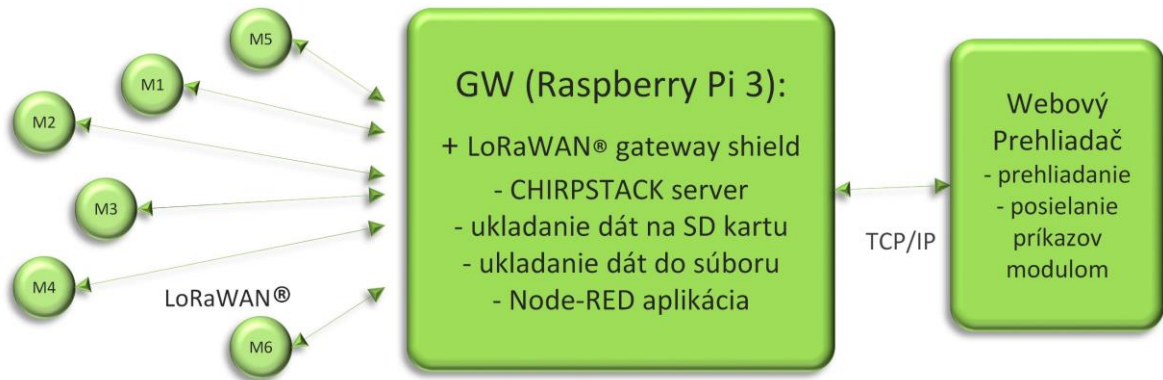 M5
M1
M2
M3
M4
M6
LoRaWAN®
GW (Raspberry Pi 3):
+ LoRaWAN® gateway shield
- CHIRPSTACK server
- ukladanie dát na SD kartu
- ukladanie dát do súboru
- Node-RED aplikácia
TCP/IP
Webový
Prehliadač
- prehliadanie
- posielanie
príkazov
modulom